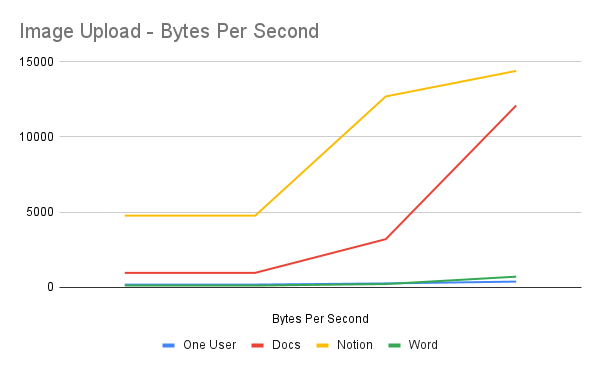 Image Upload - Bytes Per Second
15000
10000
5000
0
Bytes Per Second
One User Docs Notion Word